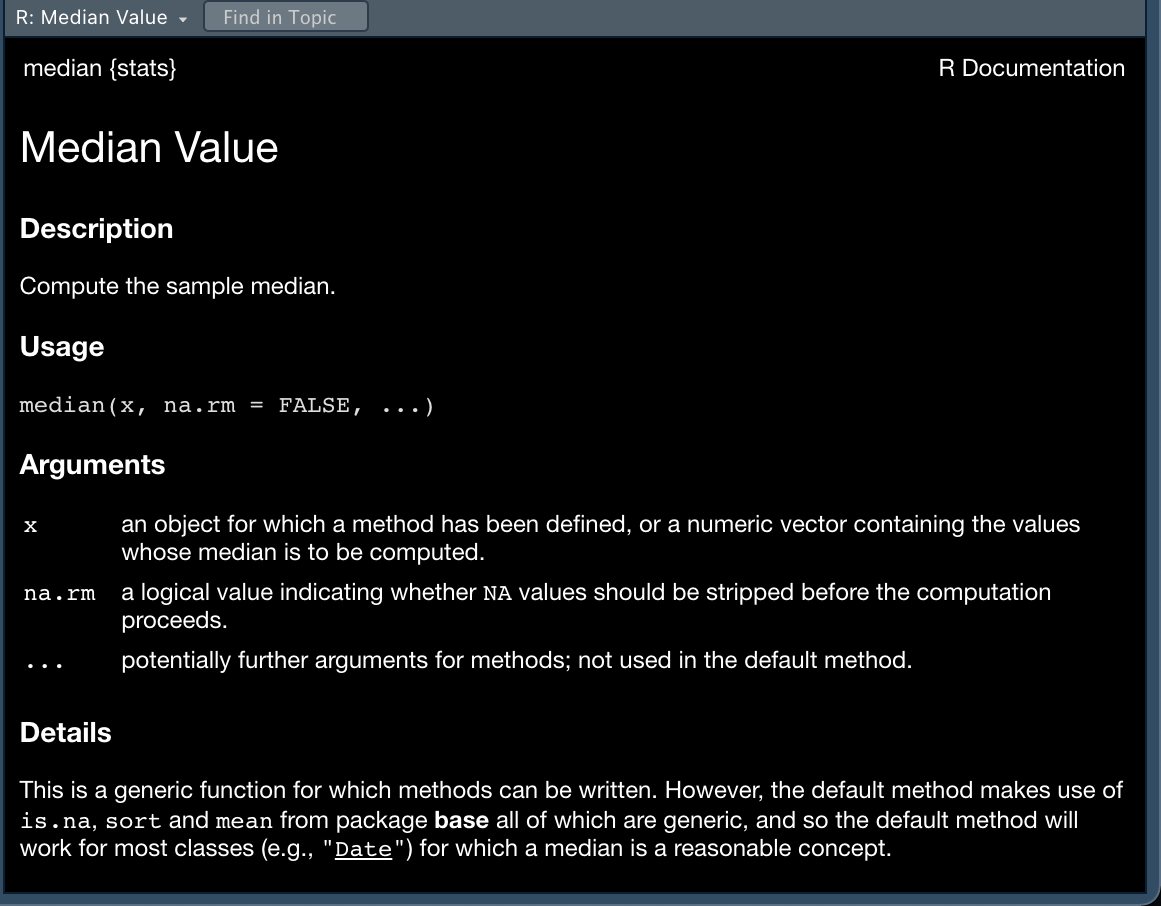 R: Median Value
Find in Topic
median {stats}
R Documentation
Median Value
Description
Compute the sample median.
Usage
median(x, na.rm = FALSE, ...)
Arguments
x an object for which a method has been defined, or a numeric vector containing the values
whose median is to be computed.
na.rm a logical value indicating whether NA values should be stripped before the computation
proceeds.
... potentially further arguments for methods; not used in the default method.
Details
This is a generic function for which methods can be written. However, the default method makes use of
is.na, sort and mean from package base all of which are generic, and so the default method will
work for most classes (e.g., "Date") for which a median is a reasonable concept.